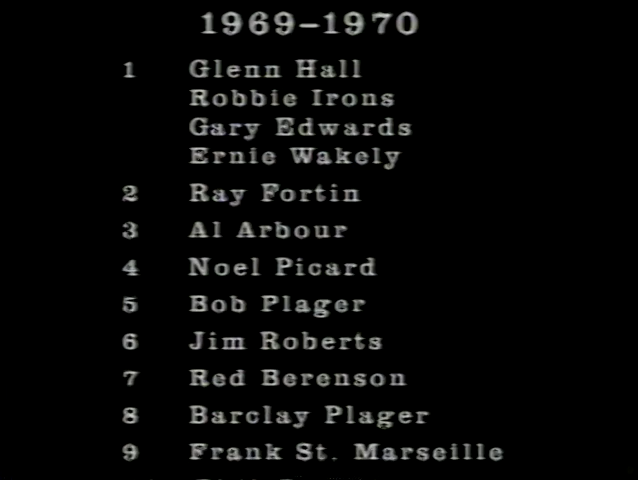 1969–1970
1 Glenn Hall
Robbie Irons
Gary Edwards
Ernie Wakely
2 Ray Fortin
3 Al Arbour
4 Noel Picard
5 Bob Plager
6 Jim Roberts
7 Red Berenson
8 Barclay Plager
9 Frank St. Marseille